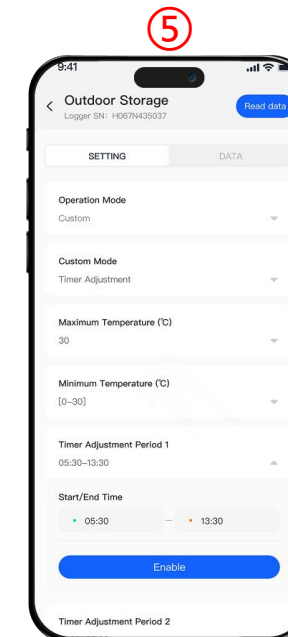 ⑤
9:41
Outdoor Storage
Logger SN: H067N435037
Read data
SETTING
DATA
Operation Mode
Custom
Custom Mode
Timer Adjustment
Maximum Temperature (℃)
30
Minimum Temperature (℃)
[0-30]
Timer Adjustment Period 1
05:30-13:30
Start/End Time
05:30 – 13:30
Enable
Timer Adjustment Period 2